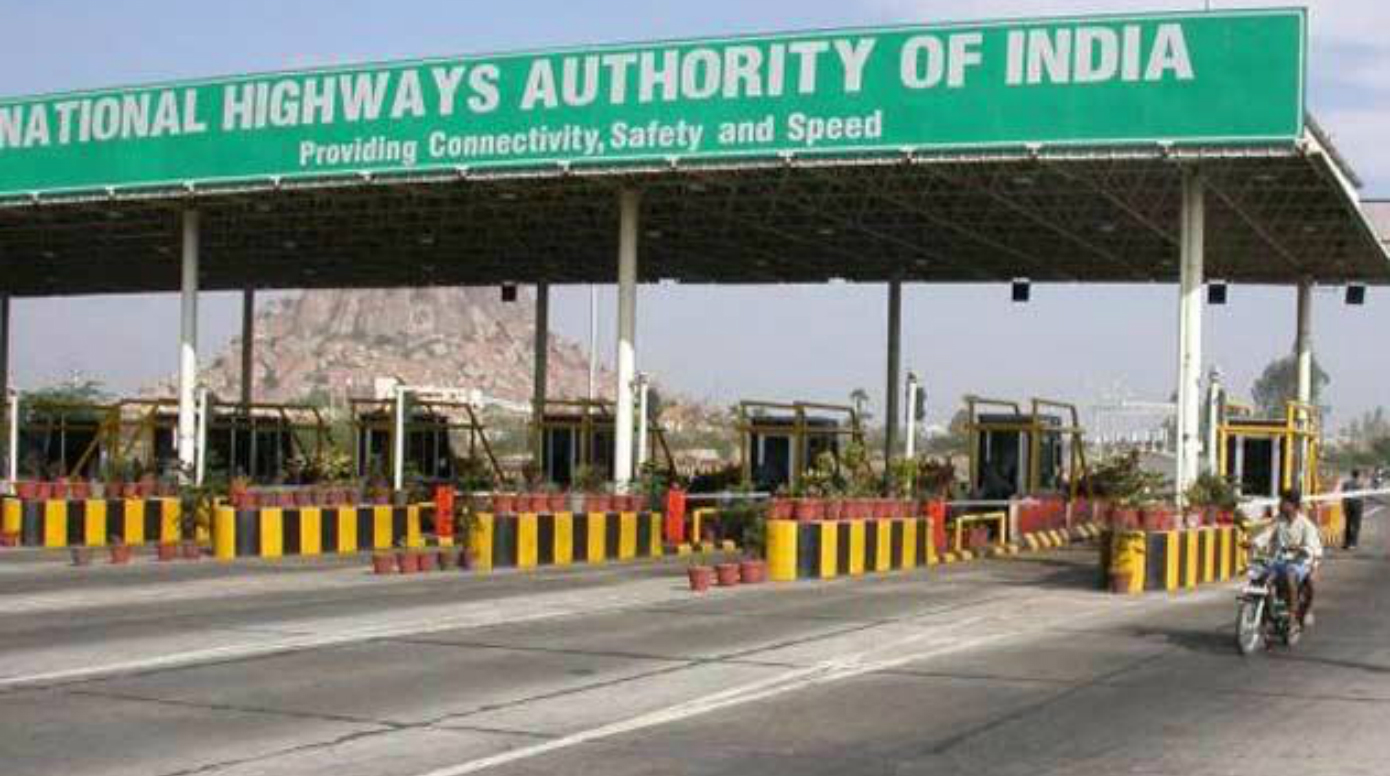 NATIONAL HIGHWAYS AUTHORITY OF INDIA
Providing Connectivity, Safety and Speed